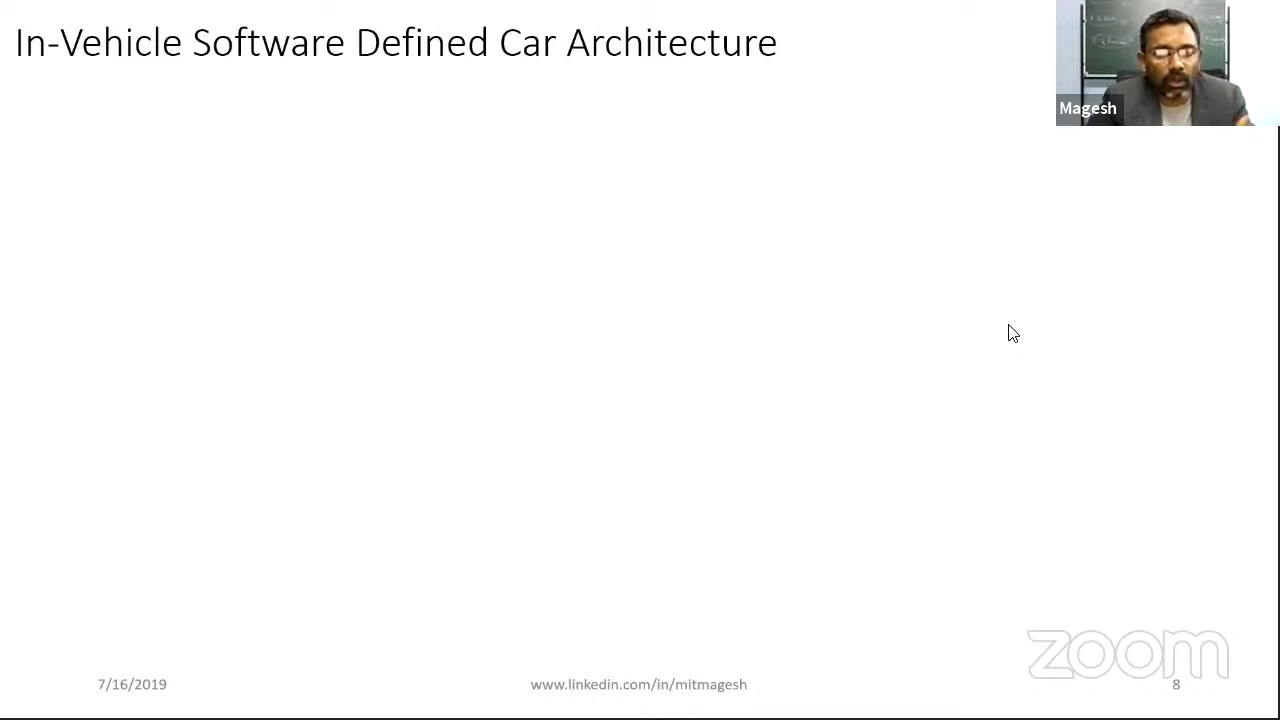 In-Vehicle Software Defined Car Architecture
Magesh
zoom
7/16/2019
www.linkedin.com/in/mitmagesh
8